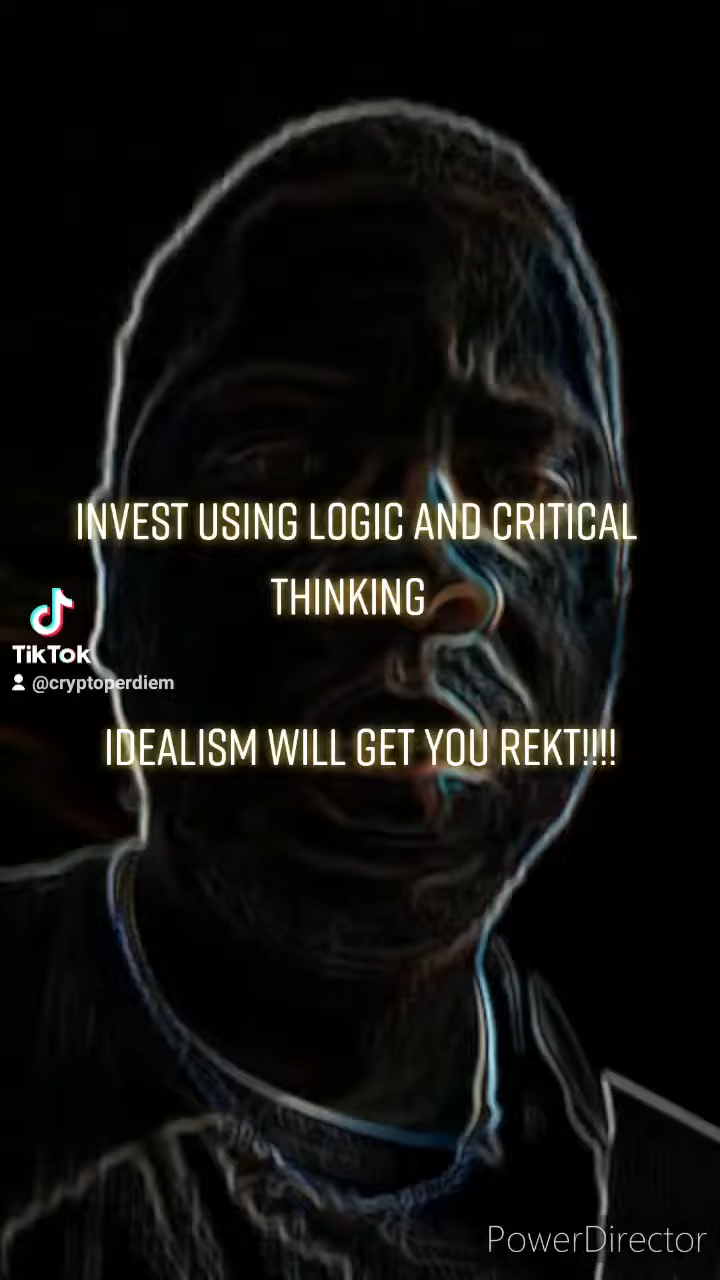 INVEST USING LOGIC AND CRITICAL
THINKING
TikTok
@cryptoperdiem
IDEALISM WILL GET YOU REKT!!!!
PowerDirector